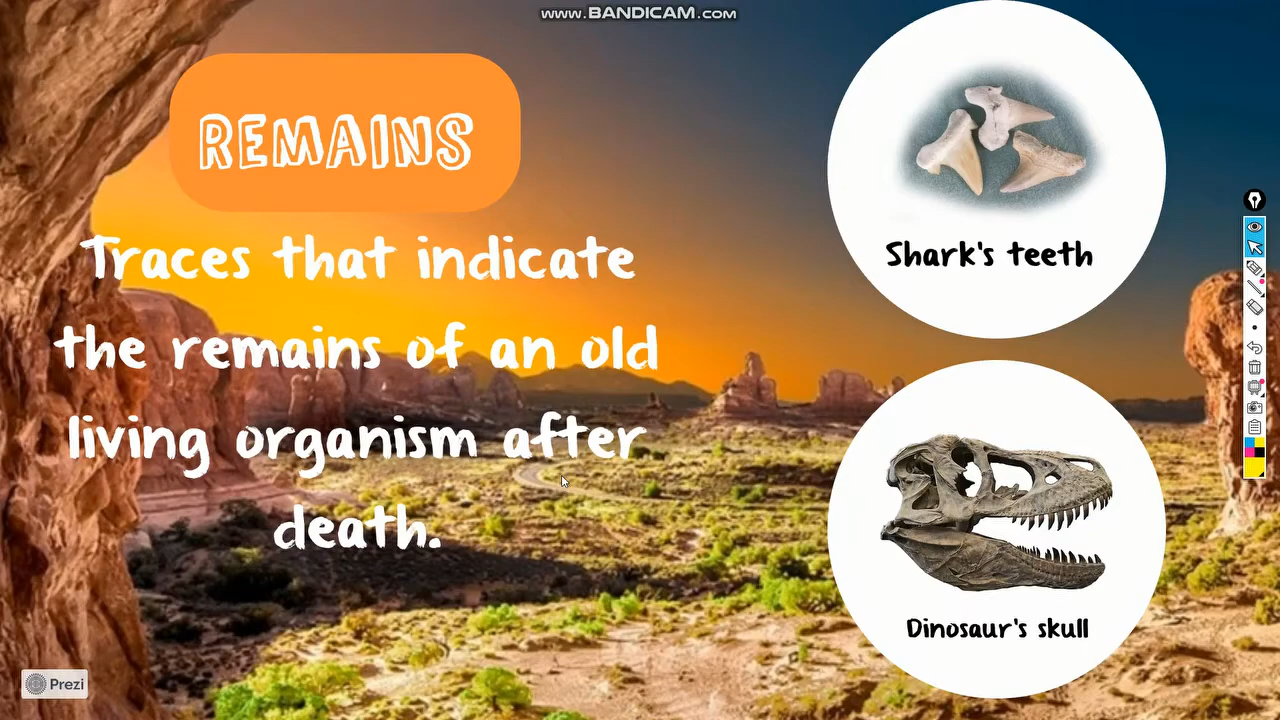 www.BANDICAM.com
REMAINS
Traces that indicate
the remains of an old
living organism after
death.
Shark's teeth
Dinosaur's skull
Prezi